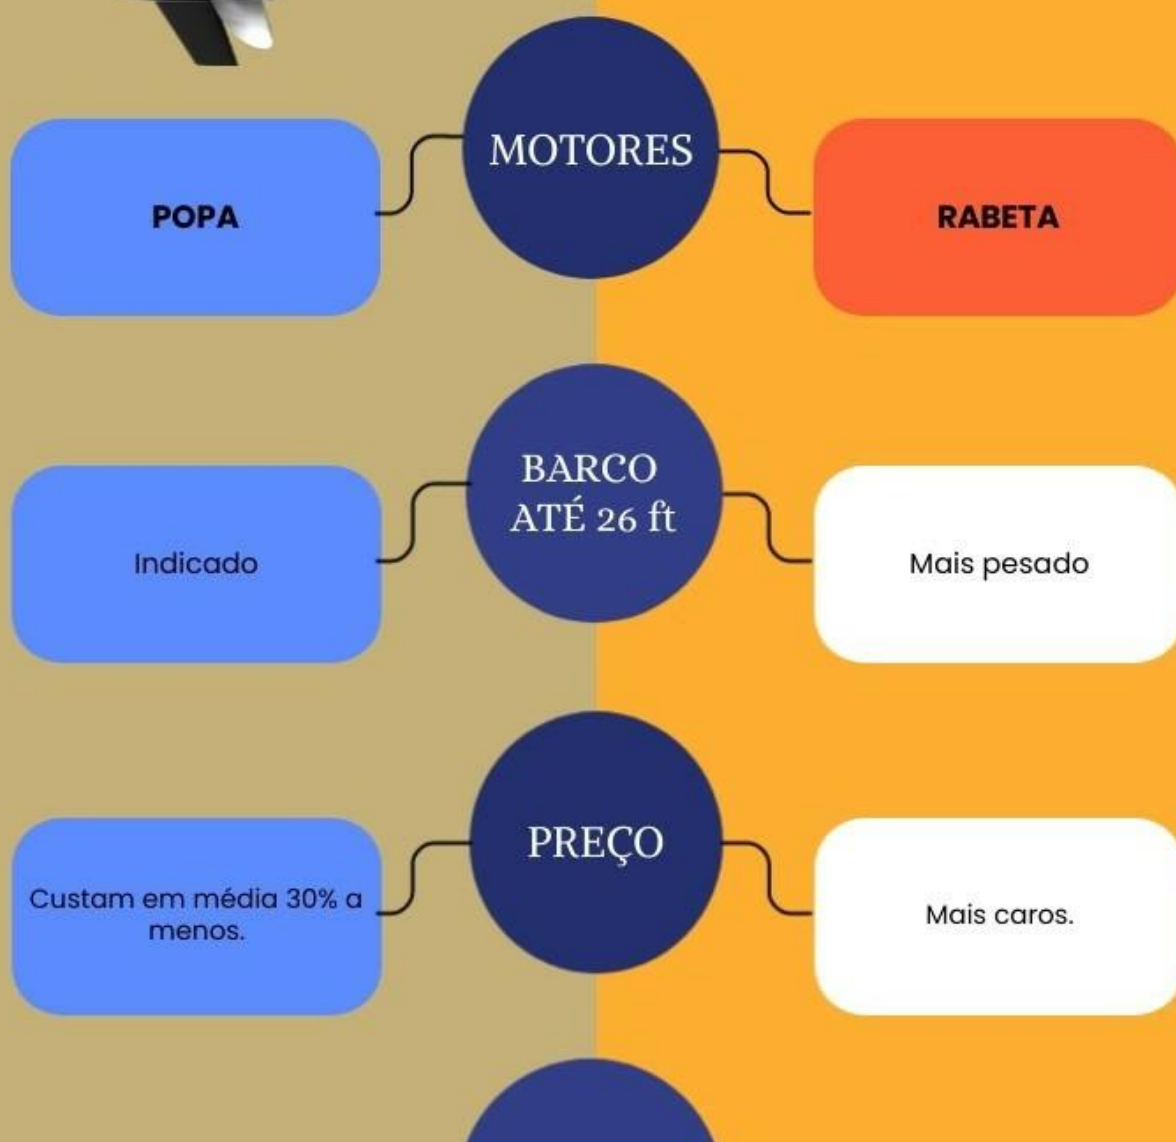 MOTORES
POPA
RABETA
BARCO
ATÉ 26 ft
Indicado
Mais pesado
PREÇO
Custam em média 30% a
menos.
Mais caros.